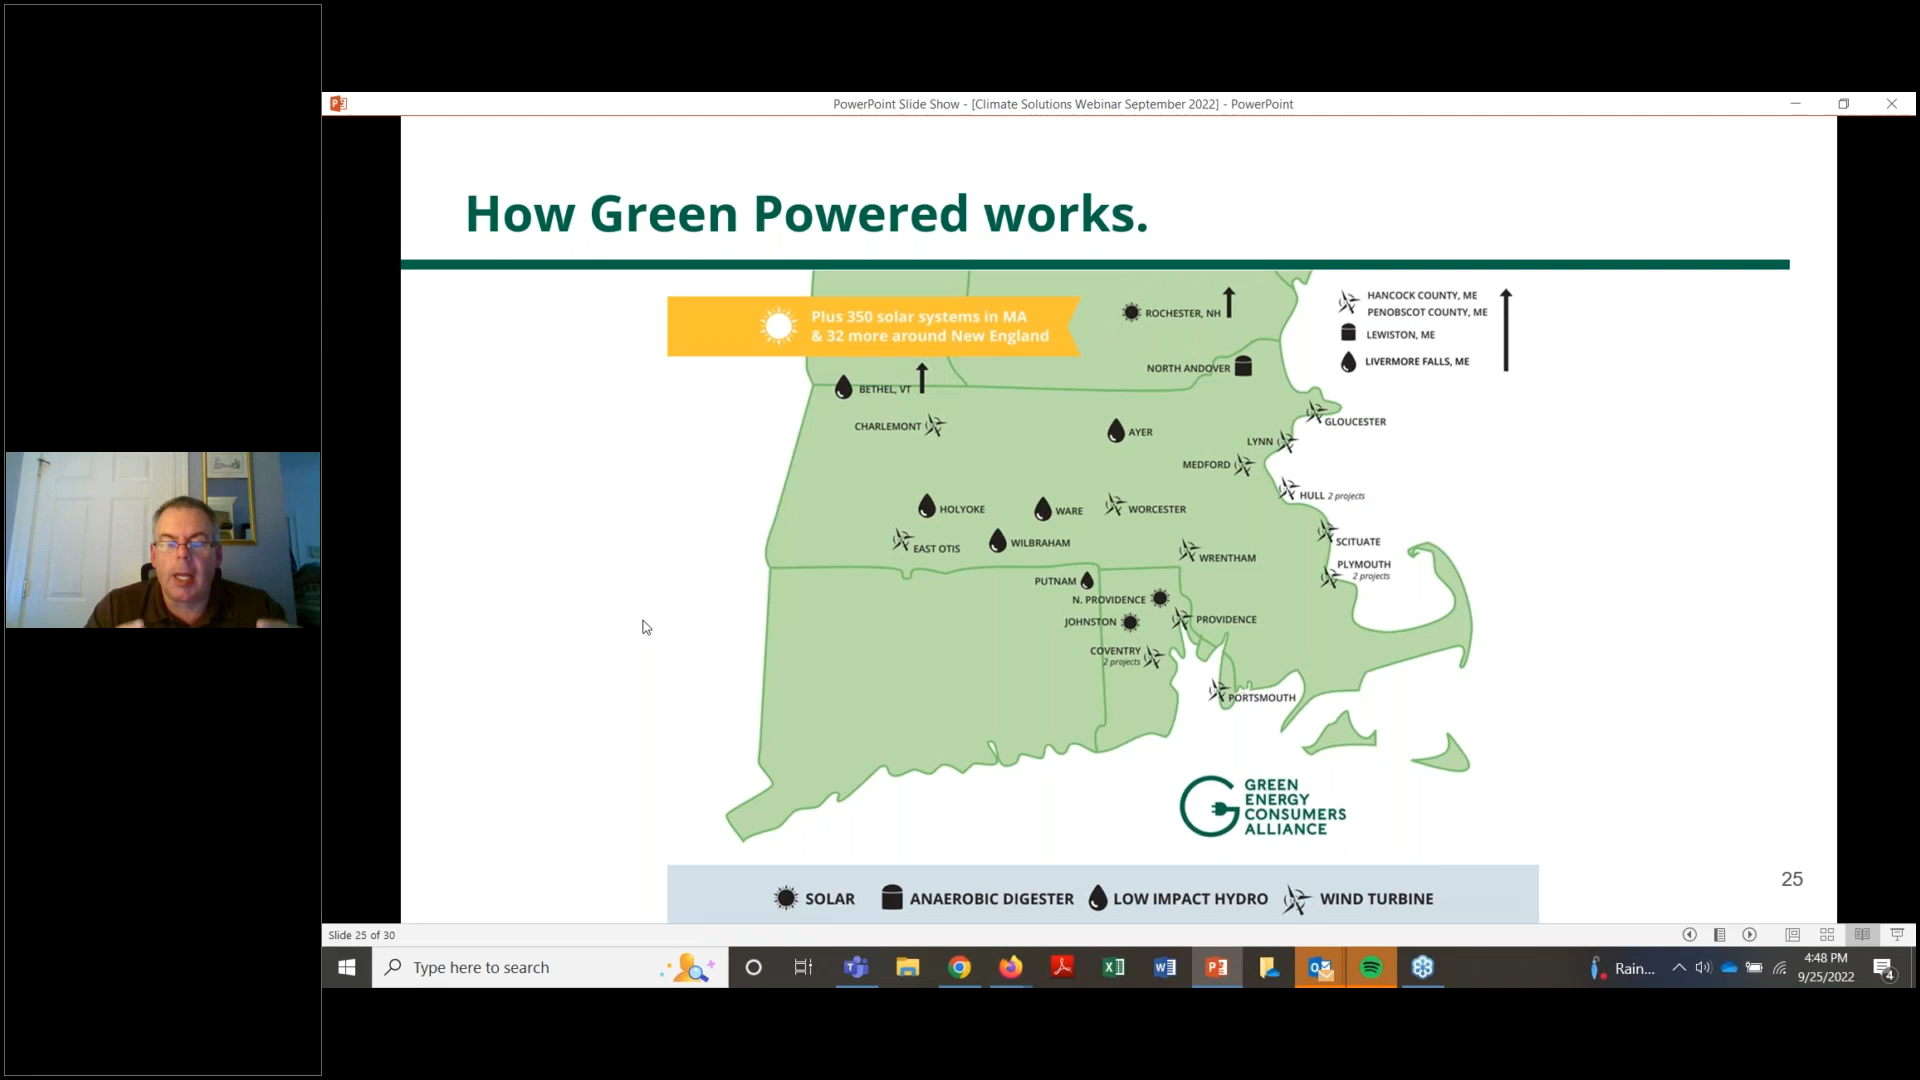 PowerPoint Slide Show - [Climate Solutions Webinar September 2022] - PowerPoint
How Green Powered works.
Plus 350 solar systems in MA
& 32 more around New England
ROCHESTER, NH
HANCOCK COUNTY, ME
PENOBSCOT COUNTY, ME
LEWISTON, ME
LIVERMORE FALLS, ME
NORTH ANDOVER
BETHEL, VT
CHARLEMONT
AYER
GLOUCESTER
LYNN
MEDFORD
HULL 2 projects
HOLYOKE
WARE
WORCESTER
EAST OTIS
WILBRAHAM
SCITUATE
WRENTHAM
PLYMOUTH
2 projects
PUTNAM
N. PROVIDENCE
JOHNSTON
PROVIDENCE
COVENTRY
2 projects
PORTSMOUTH
GREEN
ENERGY
CONSUMERS
ALLIANCE
25
SOLAR
ANAEROBIC DIGESTER
LOW IMPACT HYDRO
WIND TURBINE
Slide 25 of 30
Type here to search
Rain...
4:48 PM
9/25/2022
4